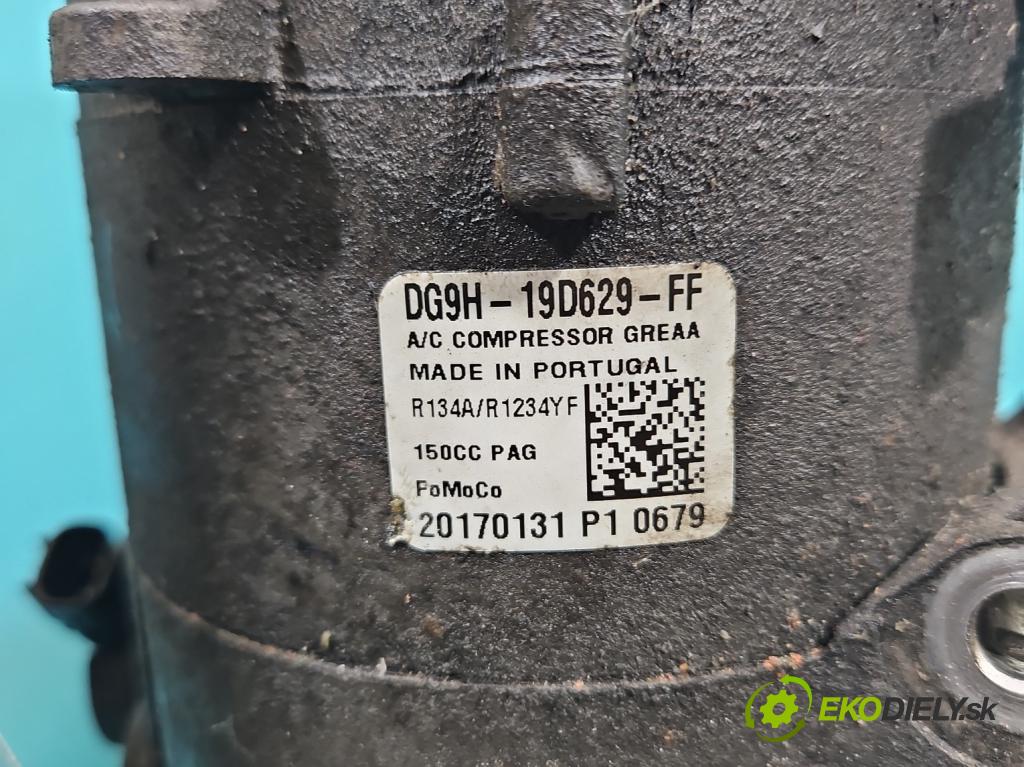 DG9H-19D629-FF
A/C COMPRESSOR GREAA
MADE IN PORTUGAL
R134A/R1234YF
150CC PAG
FoMoCo
20170131 P1 0679
EKODIELY.sk